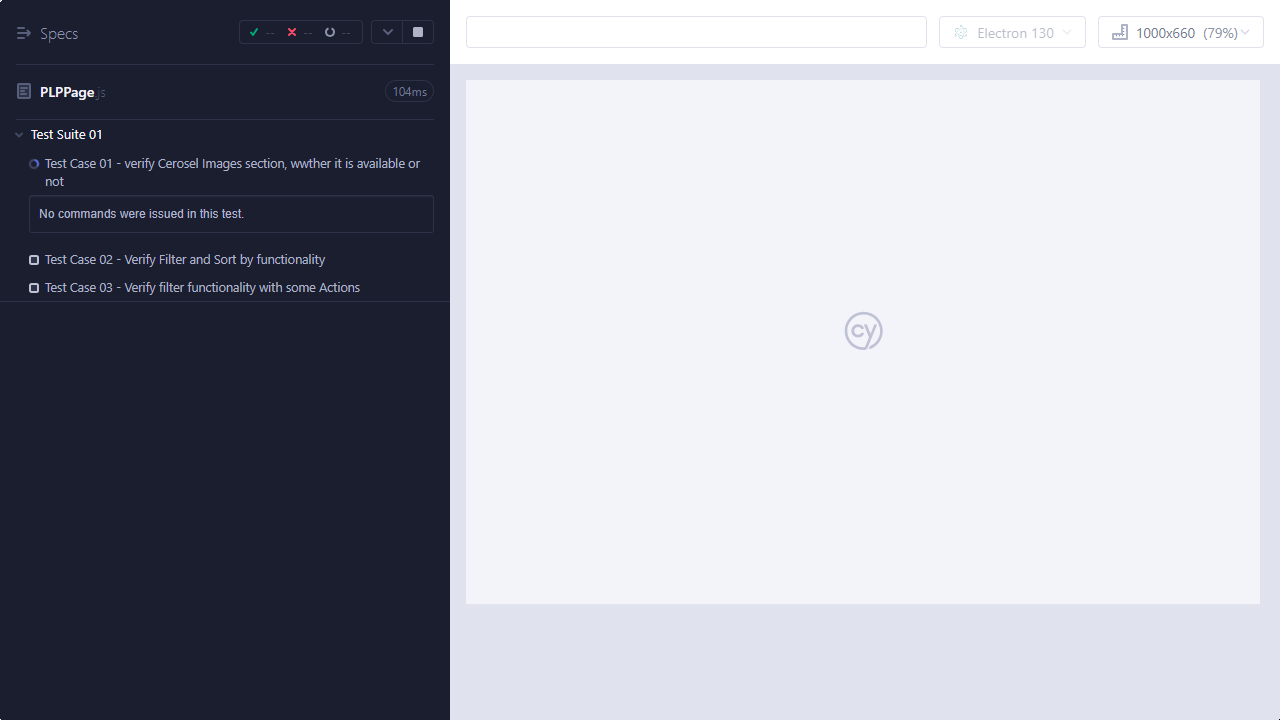 Specs
-- -- --
Electron 130
1000x660 (79%)
PLPPage.js
104ms
Test Suite 01
Test Case 01 - verify Cerosel Images section, wwther it is available or
not
No commands were issued in this test.
Test Case 02 - Verify Filter and Sort by functionality
Test Case 03 - Verify filter functionality with some Actions
cy